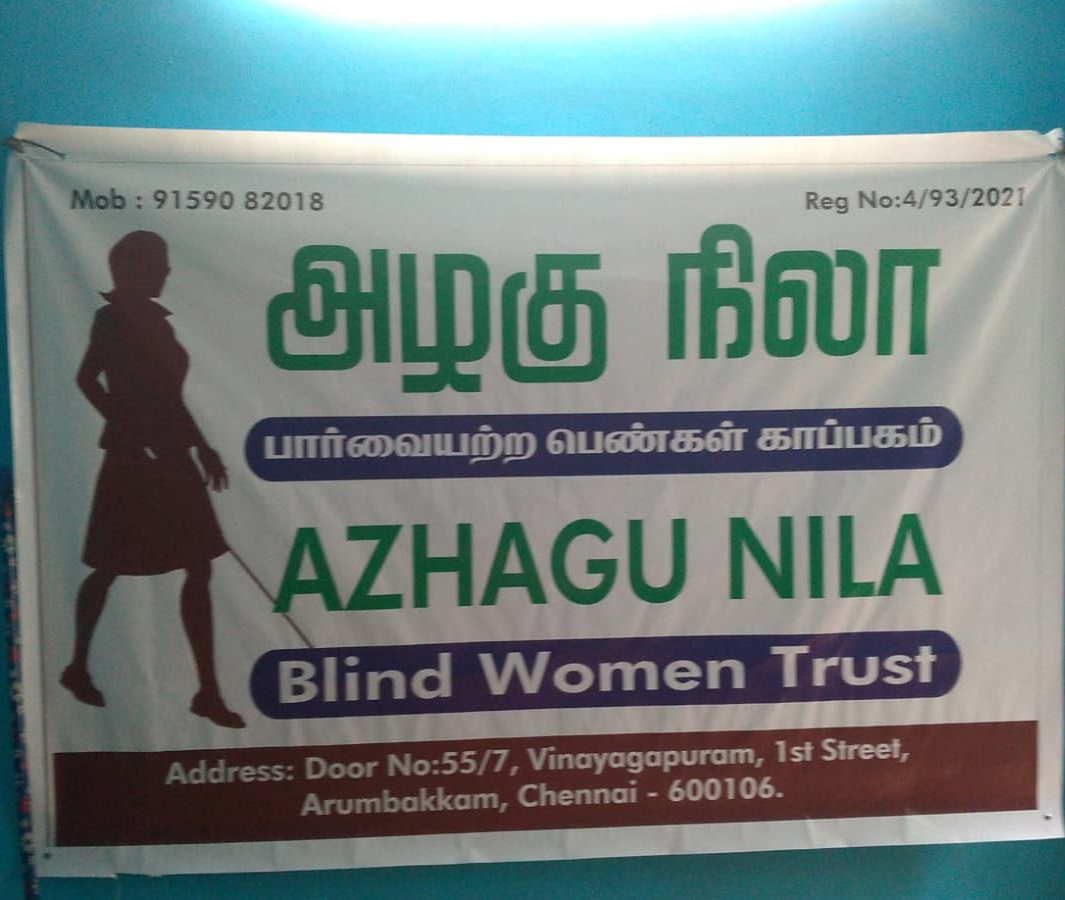 Mob : 91590 82018
Reg No:4/93/2021
அழகு நிலா
பார்வையற்ற பெண்கள் காப்பகம்
AZHAGU NILA
Blind Women Trust
Address: Door No:55/7, Vinayagapuram, 1st Street,
Arumbakkam, Chennai - 600106.